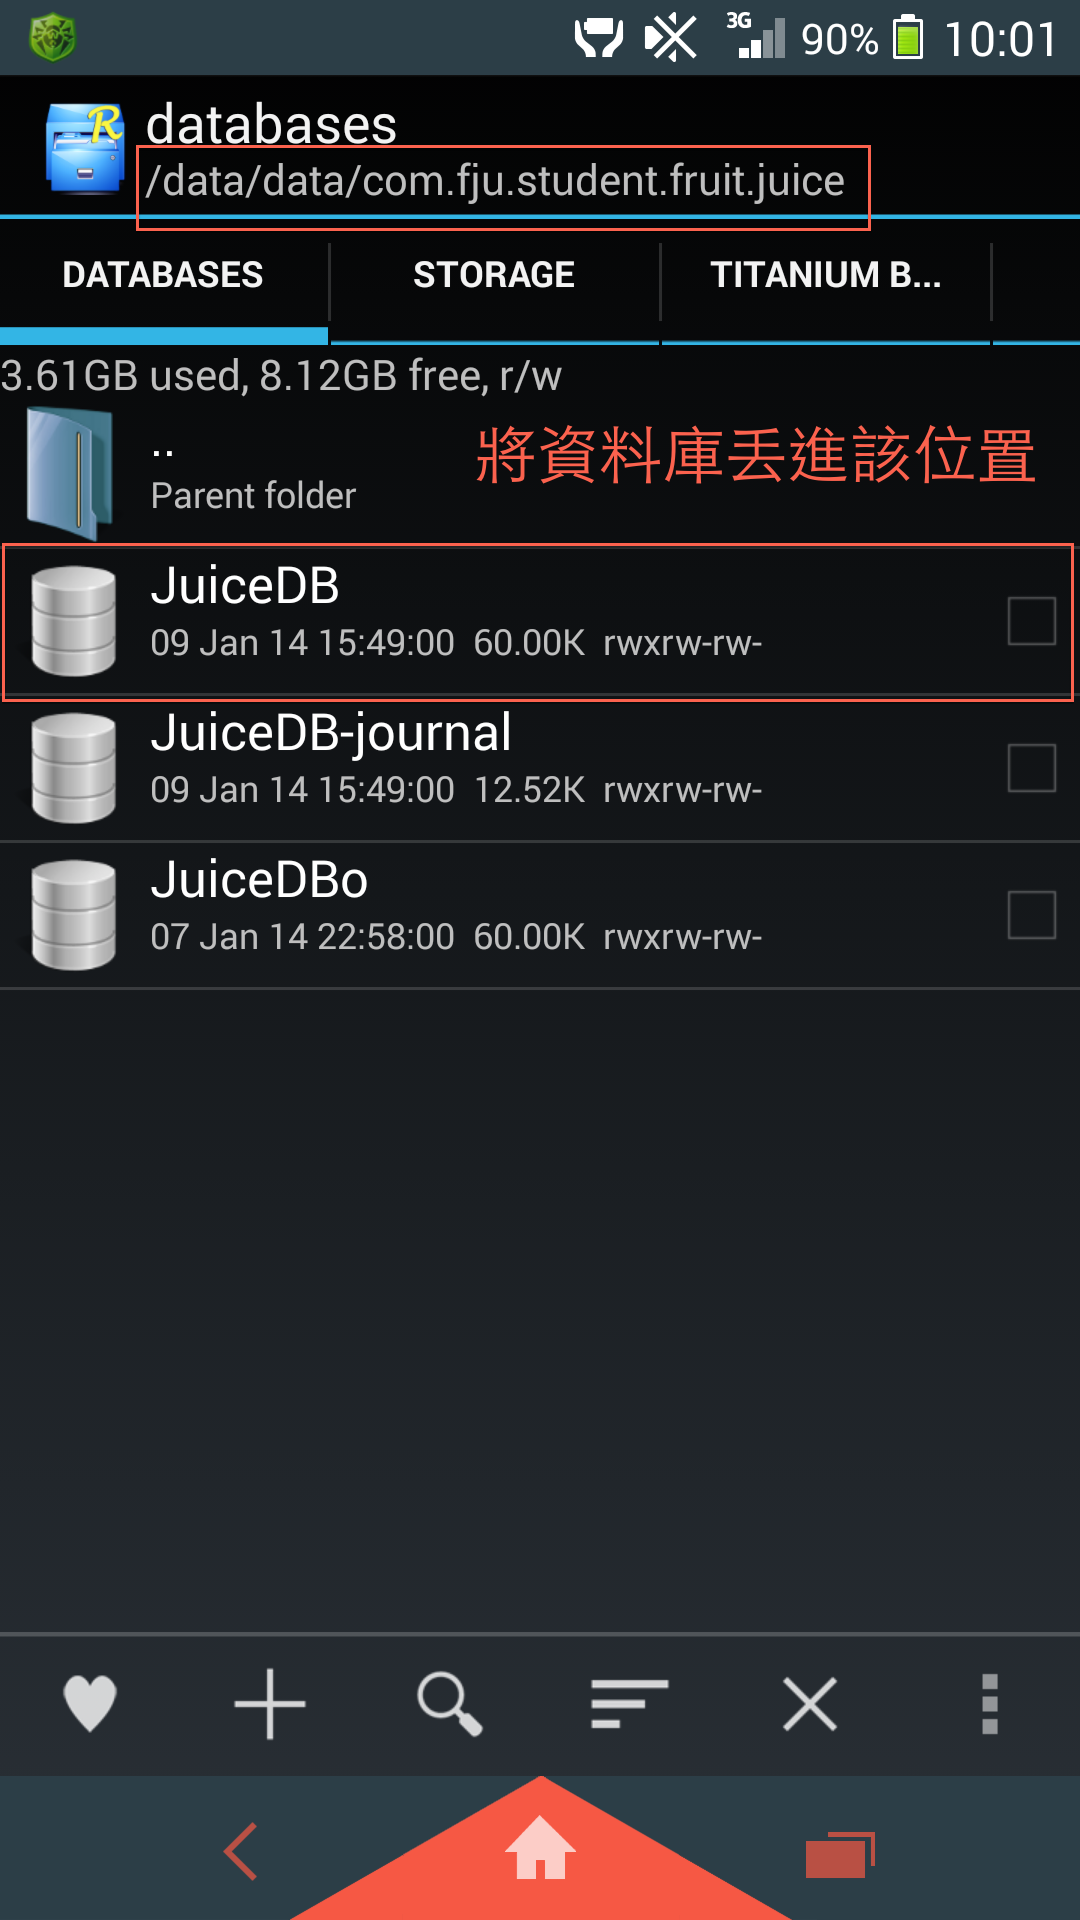 3G 90% 10:01
databases
/data/data/com.fju.student.fruit.juice
DATABASES STORAGE TITANIUM B...
3.61GB used, 8.12GB free, r/w
..
Parent folder
將資料庫丟進該位置
JuiceDB
09 Jan 14 15:49:00 60.00K rwxrw-rw-
JuiceDB-journal
09 Jan 14 15:49:00 12.52K rwxrw-rw-
JuiceDBo
07 Jan 14 22:58:00 60.00K rwxrw-rw-